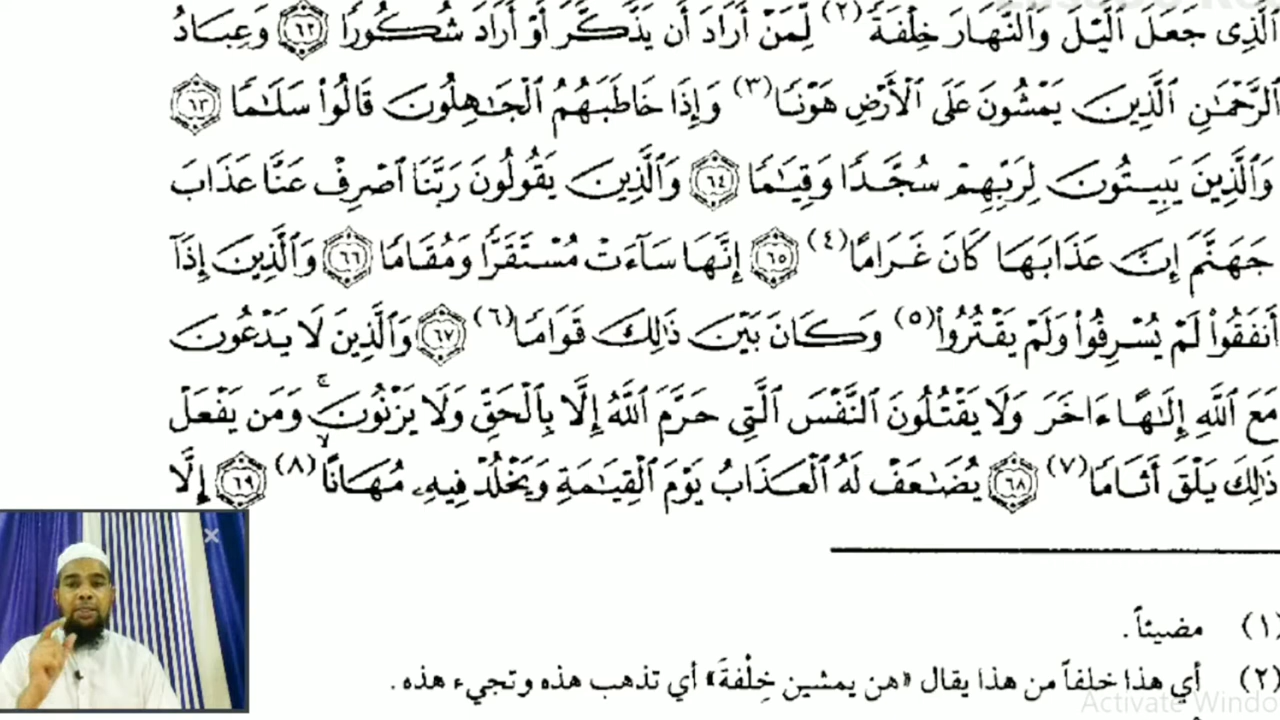 ٱلَّذِى جَعَلَ ٱلَّيْلَ وَٱلنَّهَارَ خِلْفَةً(٢) لِّمَنْ أَرَادَ أَن يَذَّكَّرَ أَوْ أَرَادَ شُكُورًا ٦٢ وَعِبَادُ
ٱلرَّحْمَـٰنِ ٱلَّذِينَ يَمْشُونَ عَلَى ٱلْأَرْضِ هَوْنًا(٣) وَإِذَا خَاطَبَهُمُ ٱلْجَـٰهِلُونَ قَالُوا۟ سَلَـٰمًا ٦٣
وَٱلَّذِينَ يَبِيتُونَ لِرَبِّهِمْ سُجَّدًا وَقِيَـٰمًا ٦٤ وَٱلَّذِينَ يَقُولُونَ رَبَّنَا ٱصْرِفْ عَنَّا عَذَابَ
جَهَنَّمَ إِنَّ عَذَابَهَا كَانَ غَرَامًا(٤) ٦٥ إِنَّهَا سَآءَتْ مُسْتَقَرًّا وَمُقَامًا ٦٦ وَٱلَّذِينَ إِذَآ
أَنفَقُوا۟ لَمْ يُسْرِفُوا۟ وَلَمْ يَقْتُرُوا۟(٥) وَكَانَ بَيْنَ ذَٰلِكَ قَوَامًا(٦) ٦٧ وَٱلَّذِينَ لَا يَدْعُونَ
مَعَ ٱللَّهِ إِلَـٰهًا ءَاخَرَ وَلَا يَقْتُلُونَ ٱلنَّفْسَ ٱلَّتِى حَرَّمَ ٱللَّهُ إِلَّا بِٱلْحَقِّ وَلَا يَزْنُونَ ۚ وَمَن يَفْعَلْ
ذَٰلِكَ يَلْقَ أَثَامًا(٧) ٦٨ يُضَـٰعَفْ لَهُ ٱلْعَذَابُ يَوْمَ ٱلْقِيَـٰمَةِ وَيَخْلُدْ فِيهِۦ مُهَانًا(٨) ٦٩ إِلَّا
(١) مضيئاً.
(٢) أي هذا خلفاً من هذا يقال «هن يمشين خِلْفةَ» أي تذهب هذه وتجيء هذه.
Activate Windo